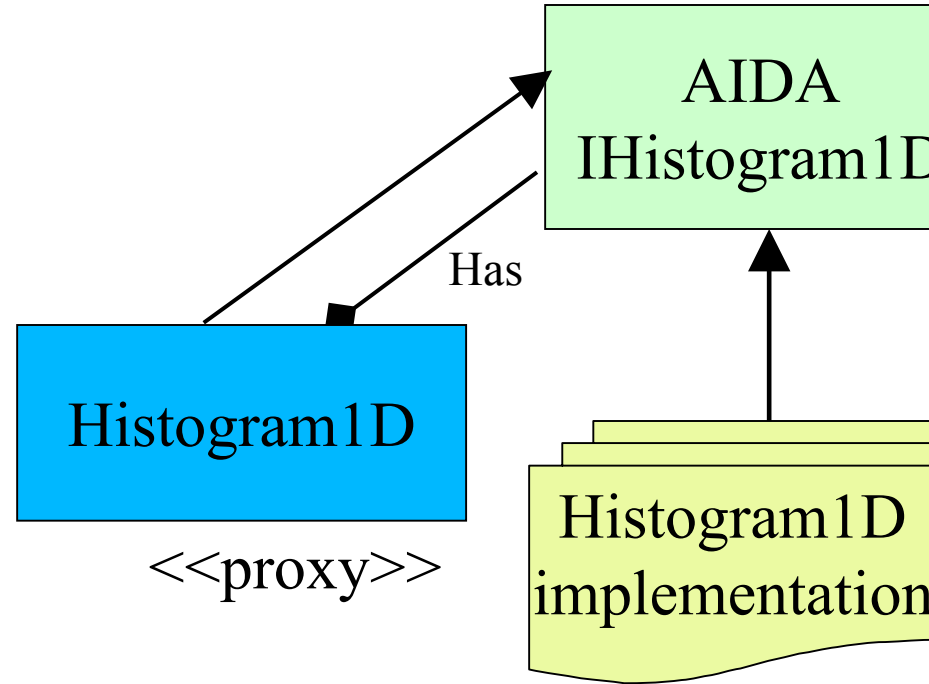 AIDA
IHistogram1D
Has
Histogram1D
<<proxy>>
Histogram1D
implementation